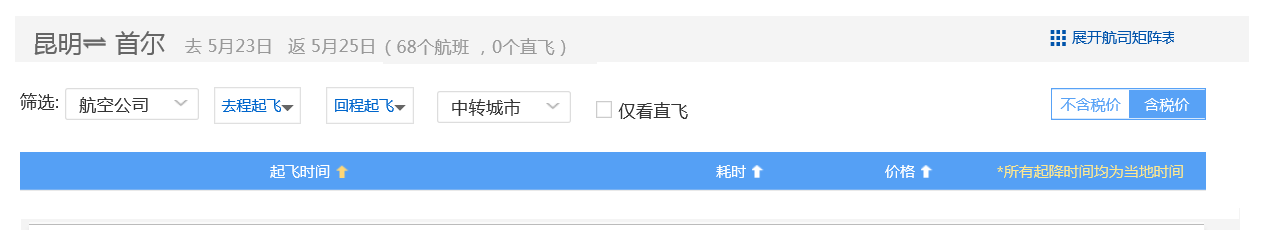 昆明⇌ 首尔 去 5月23日 返 5月25日 ( 68个航班 ，0个直飞 ) 展开航司矩阵表
筛选: 航空公司 去程起飞 回程起飞 中转城市 仅看直飞 不含税价 含税价
起飞时间 耗时 价格 *所有起降时间均为当地时间